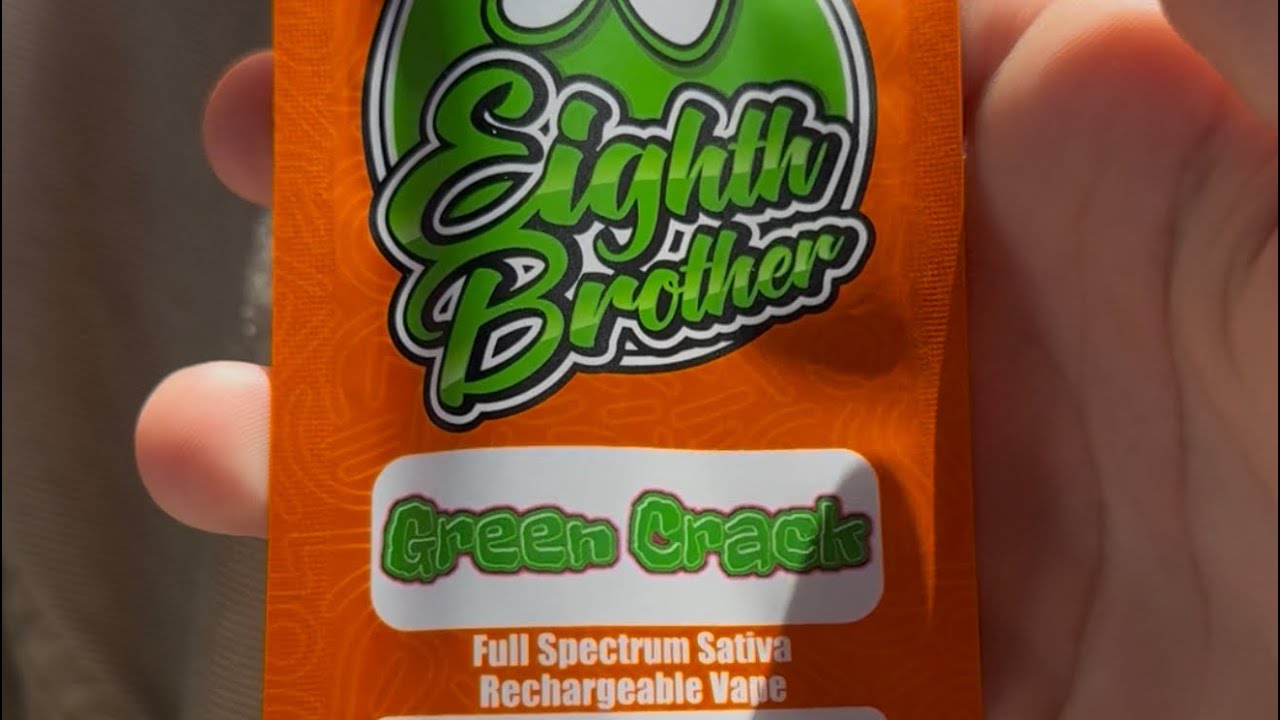 Eighth
Brother
Green Crack
Full Spectrum Sativa
Rechargeable Vape